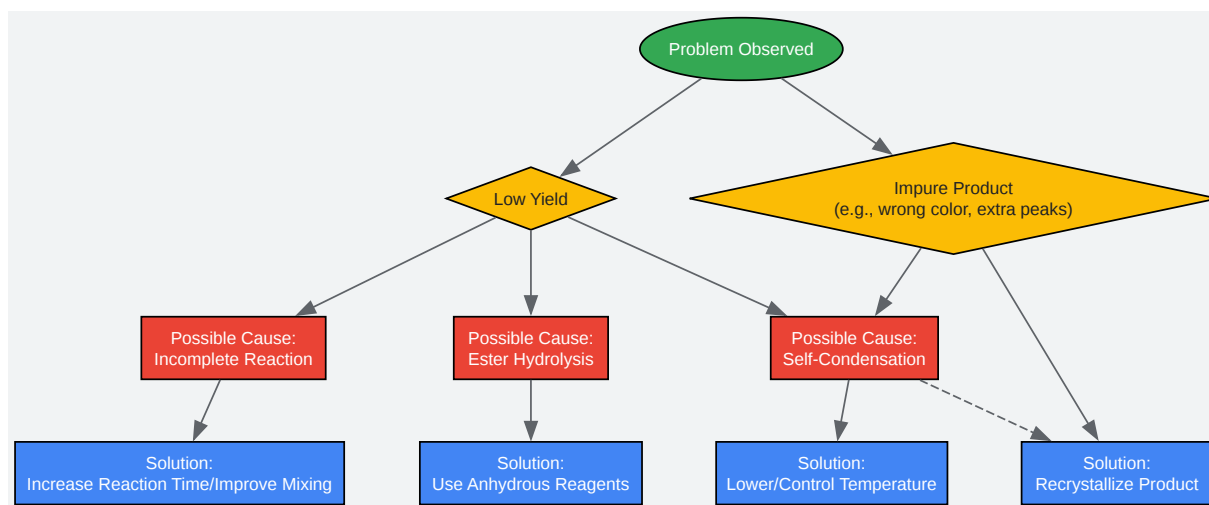 Problem Observed
Low Yield
Impure Product
(e.g., wrong color, extra peaks)
Possible Cause:
Incomplete Reaction
Possible Cause:
Ester Hydrolysis
Possible Cause:
Self-Condensation
Solution:
Increase Reaction Time/Improve Mixing
Solution:
Use Anhydrous Reagents
Solution:
Lower/Control Temperature
Solution:
Recrystallize Product